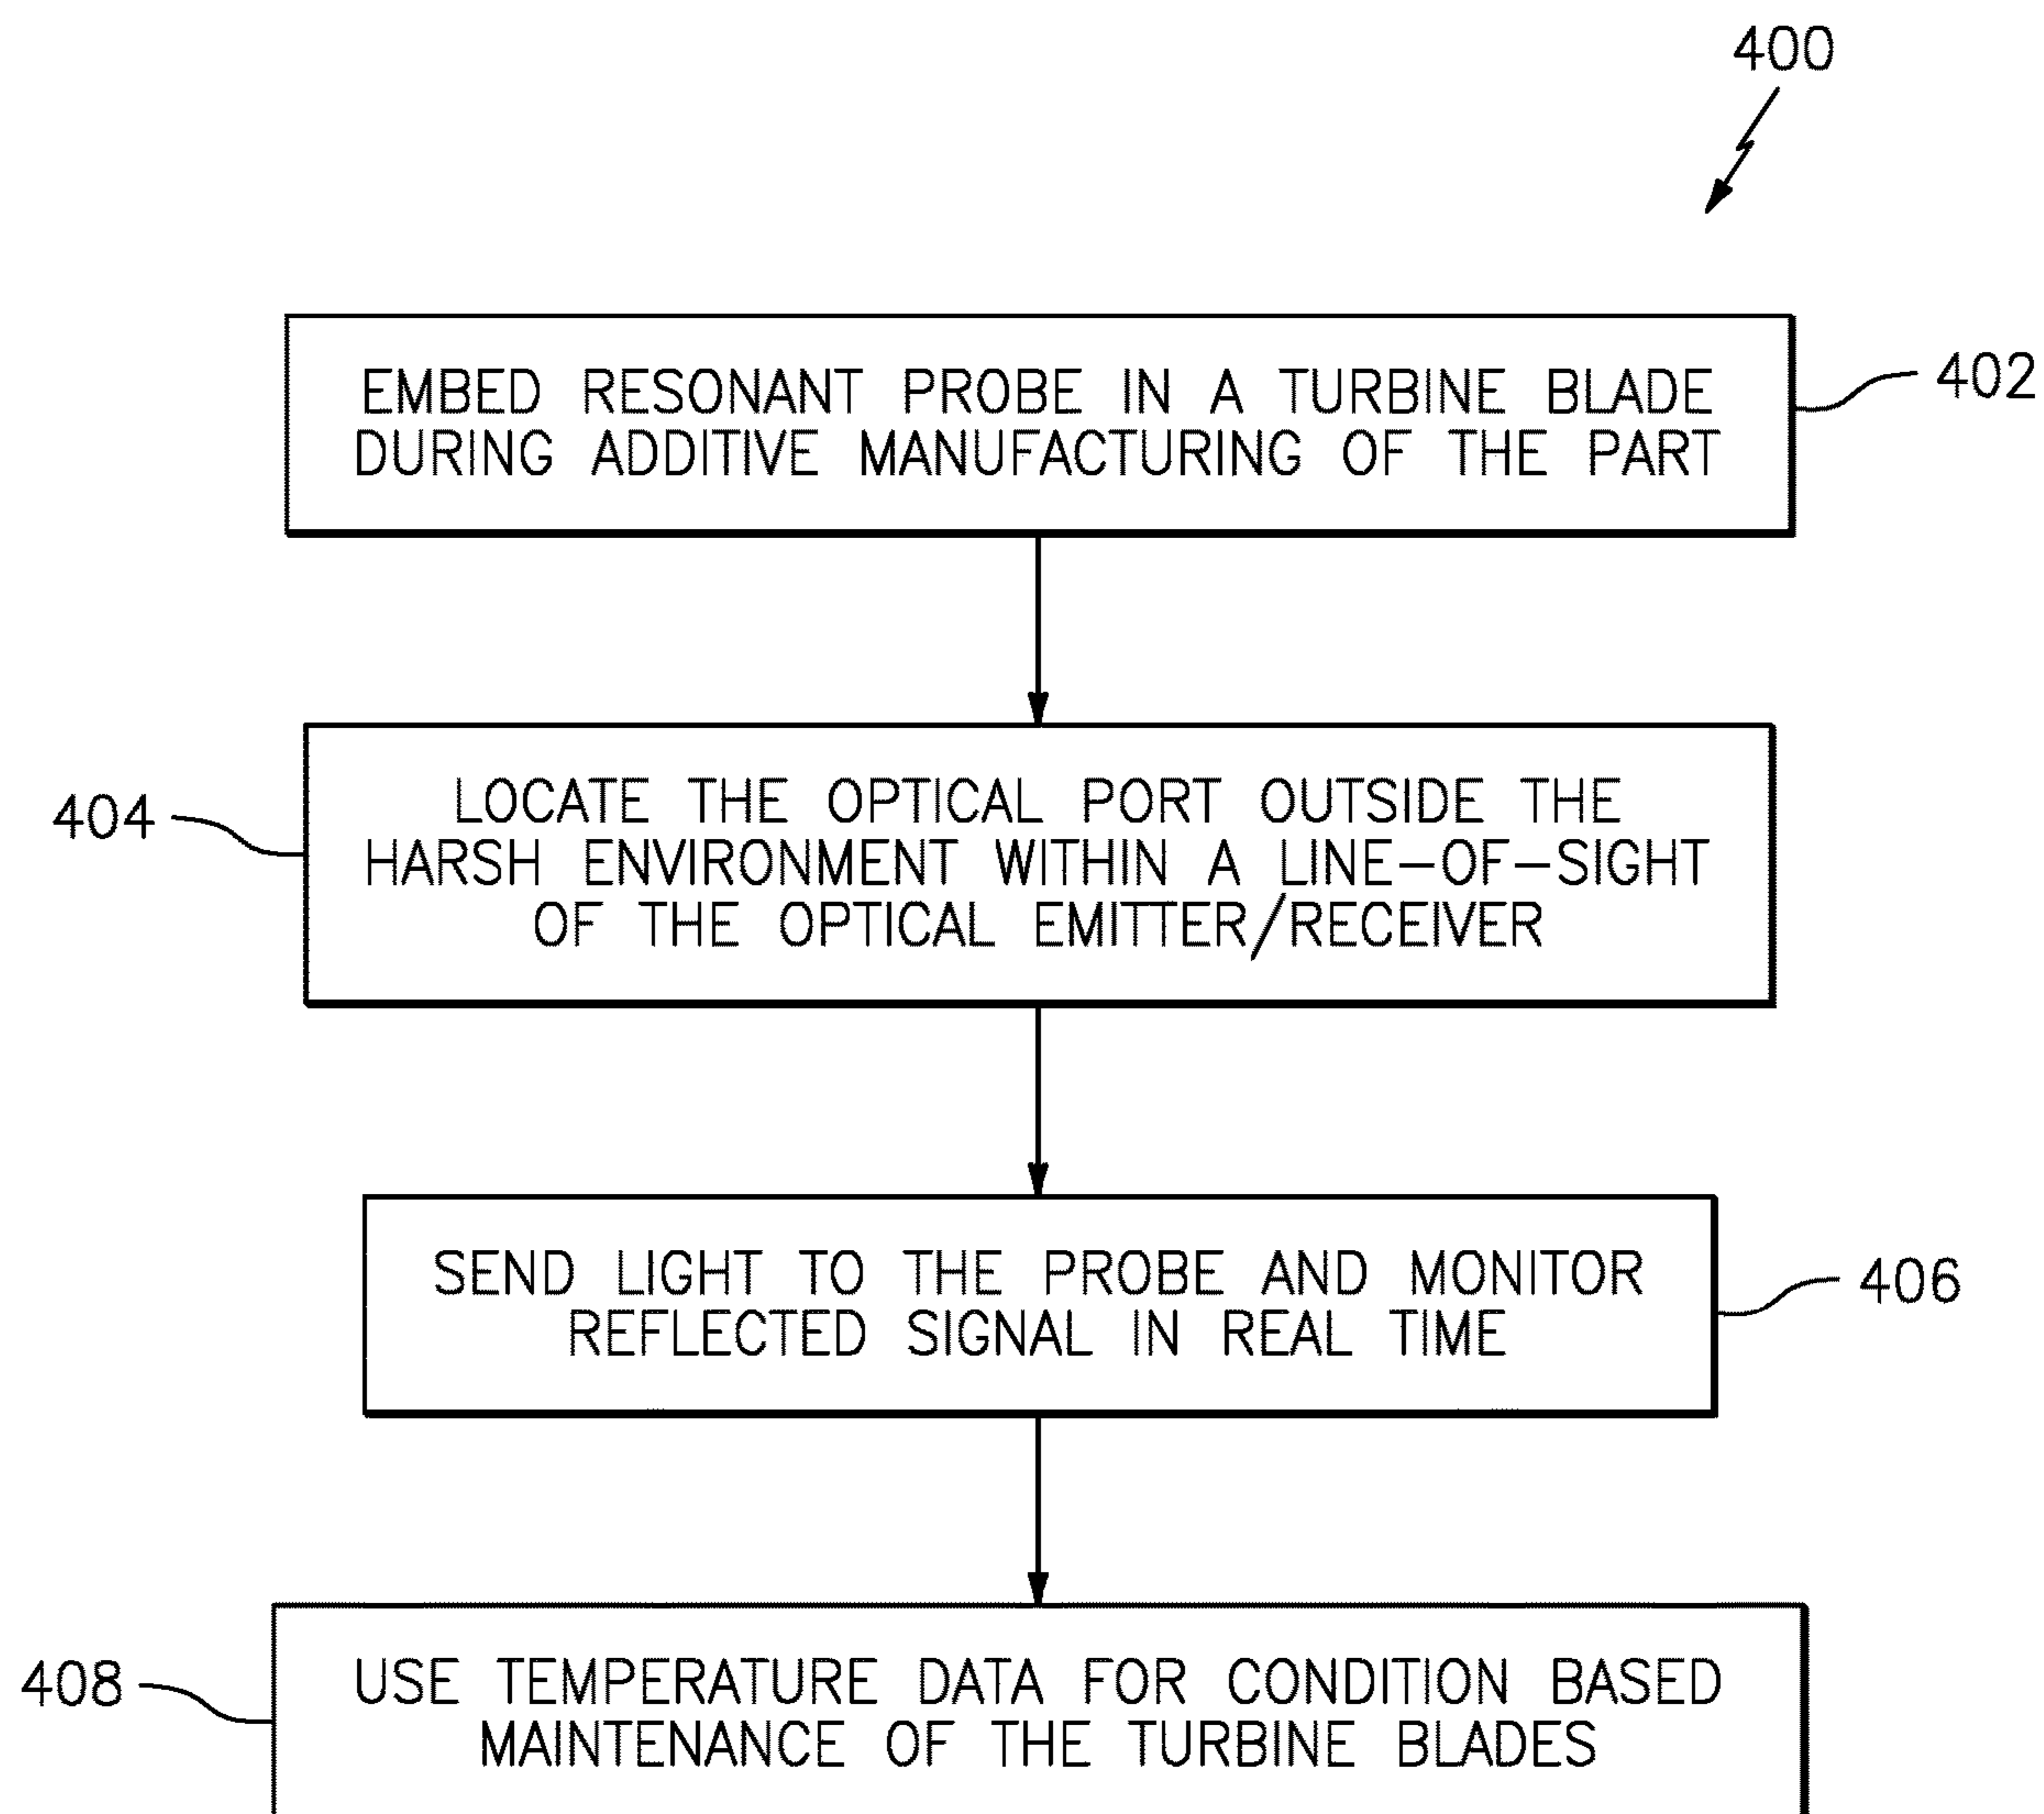 400
EMBED RESONANT PROBE IN A TURBINE BLADE
DURING ADDITIVE MANUFACTURING OF THE PART
402
LOCATE THE OPTICAL PORT OUTSIDE THE
HARSH ENVIRONMENT WITHIN A LINE-OF-SIGHT
OF THE OPTICAL EMITTER/RECEIVER
404
SEND LIGHT TO THE PROBE AND MONITOR
REFLECTED SIGNAL IN REAL TIME
406
USE TEMPERATURE DATA FOR CONDITION BASED
MAINTENANCE OF THE TURBINE BLADES
408